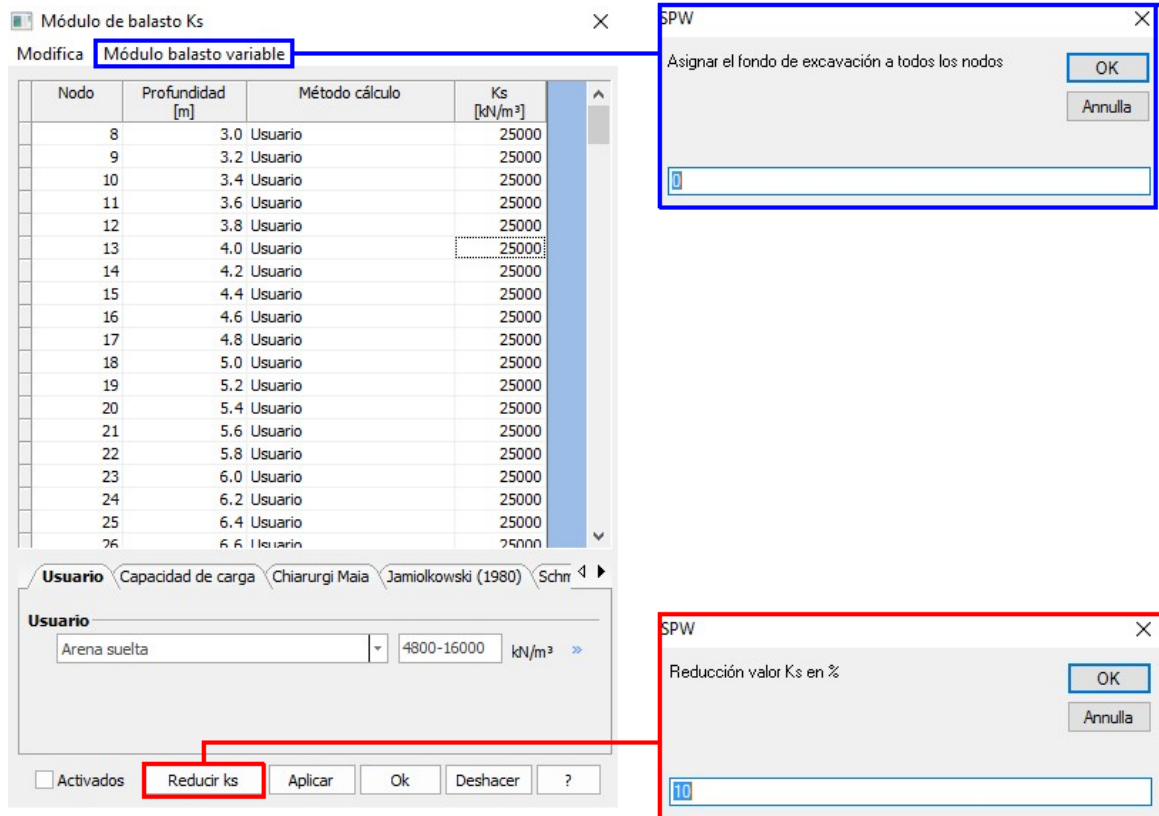 Módulo de balasto Ks
Modifica Módulo balasto variable
Nodo Profundidad [m] Método cálculo Ks [kN/m³]
8 3.0 Usuario 25000
9 3.2 Usuario 25000
10 3.4 Usuario 25000
11 3.6 Usuario 25000
12 3.8 Usuario 25000
13 4.0 Usuario 25000
14 4.2 Usuario 25000
15 4.4 Usuario 25000
16 4.6 Usuario 25000
17 4.8 Usuario 25000
18 5.0 Usuario 25000
19 5.2 Usuario 25000
20 5.4 Usuario 25000
21 5.6 Usuario 25000
22 5.8 Usuario 25000
23 6.0 Usuario 25000
24 6.2 Usuario 25000
25 6.4 Usuario 25000
26 6.6 Usuario 25000
Usuario Capacidad de carga Chiarurgi Maia Jamiolkowski (1980) Schm
Usuario
Arena suelta 4800-16000 kN/m³ »
Activados Reducir ks Aplicar Ok Deshacer ?
SPW
Asignar el fondo de excavación a todos los nodos
OK
Annulla
0
SPW
Reducción valor Ks en %
OK
Annulla
10